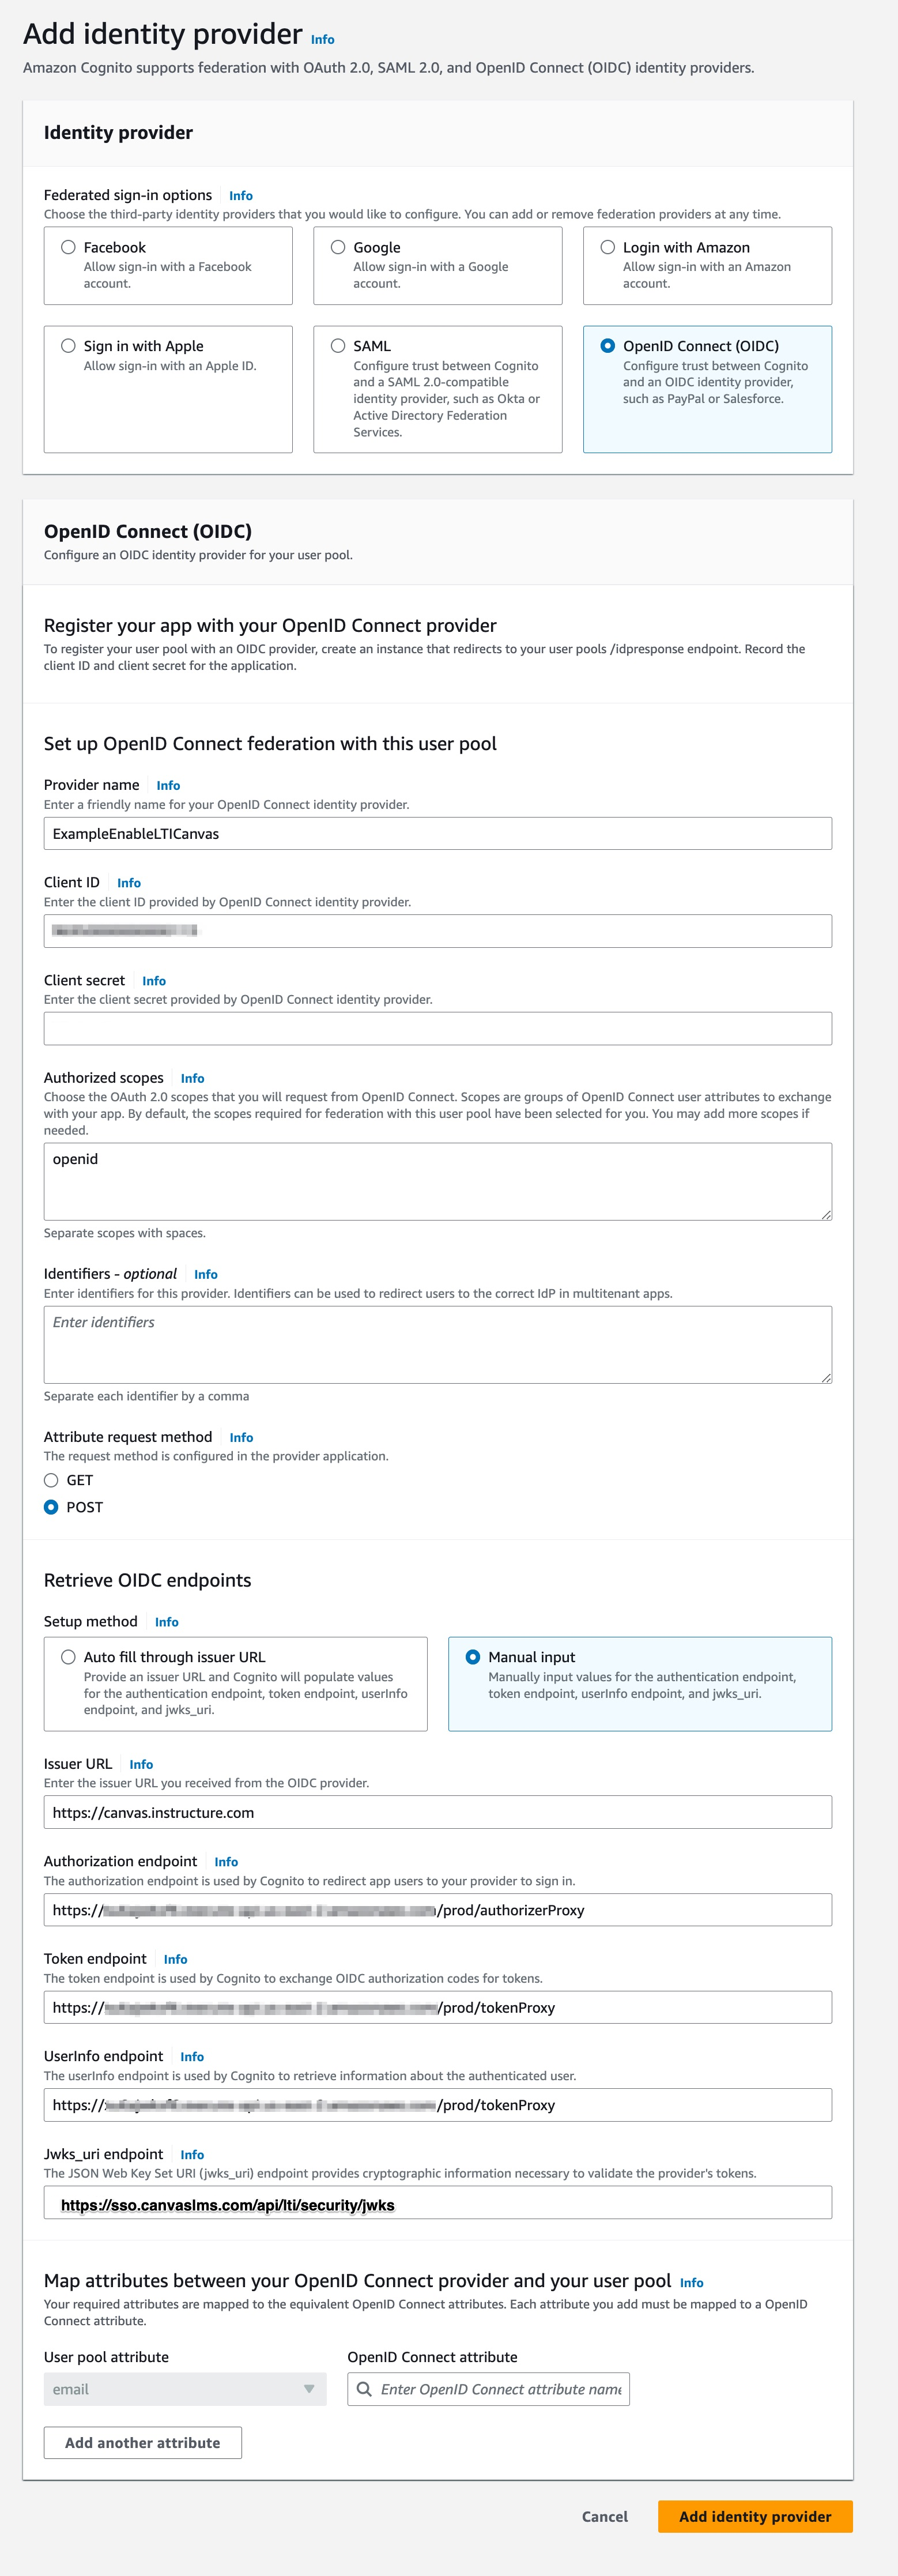 Add identity provider Info
Amazon Cognito supports federation with OAuth 2.0, SAML 2.0, and OpenID Connect (OIDC) identity providers.
Identity provider
Federated sign-in options Info
Choose the third-party identity providers that you would like to configure. You can add or remove federation providers at any time.
Facebook
Allow sign-in with a Facebook
account.
Google
Allow sign-in with a Google
account.
Login with Amazon
Allow sign-in with an Amazon
account.
Sign in with Apple
Allow sign-in with an Apple ID.
SAML
Configure trust between Cognito
and a SAML 2.0-compatible
identity provider, such as Okta or
Active Directory Federation
Services.
OpenID Connect (OIDC)
Configure trust between Cognito
and an OIDC identity provider,
such as PayPal or Salesforce.
OpenID Connect (OIDC)
Configure an OIDC identity provider for your user pool.
Register your app with your OpenID Connect provider
To register your user pool with an OIDC provider, create an instance that redirects to your user pools /idpresponse endpoint. Record the
client ID and client secret for the application.
Set up OpenID Connect federation with this user pool
Provider name Info
Enter a friendly name for your OpenID Connect identity provider.
ExampleEnableLTICanvas
Client ID Info
Enter the client ID provided by OpenID Connect identity provider.
Client secret Info
Enter the client secret provided by OpenID Connect identity provider.
Authorized scopes Info
Choose the OAuth 2.0 scopes that you will request from OpenID Connect. Scopes are groups of OpenID Connect user attributes to exchange
with your app. By default, the scopes required for federation with this user pool have been selected for you. You may add more scopes if
needed.
openid
Separate scopes with spaces.
Identifiers - optional Info
Enter identifiers for this provider. Identifiers can be used to redirect users to the correct IdP in multitenant apps.
Enter identifiers
Separate each identifier by a comma
Attribute request method Info
The request method is configured in the provider application.
GET
POST
Retrieve OIDC endpoints
Setup method Info
Auto fill through issuer URL
Provide an issuer URL and Cognito will populate values
for the authentication endpoint, token endpoint, userInfo
endpoint, and jwks_uri.
Manual input
Manually input values for the authentication endpoint,
token endpoint, userInfo endpoint, and jwks_uri.
Issuer URL Info
Enter the issuer URL you received from the OIDC provider.
https://canvas.instructure.com
Authorization endpoint Info
The authorization endpoint is used by Cognito to redirect app users to your provider to sign in.
https:// /prod/authorizerProxy
Token endpoint Info
The token endpoint is used by Cognito to exchange OIDC authorization codes for tokens.
https:// /prod/tokenProxy
UserInfo endpoint Info
The userInfo endpoint is used by Cognito to retrieve information about the authenticated user.
https:// /prod/tokenProxy
Jwks_uri endpoint Info
The JSON Web Key Set URI (jwks_uri) endpoint provides cryptographic information necessary to validate the provider's tokens.
https://sso.canvaslms.com/api/lti/security/jwks
Map attributes between your OpenID Connect provider and your user pool Info
Your required attributes are mapped to the equivalent OpenID Connect attributes. Each attribute you add must be mapped to a OpenID
Connect attribute.
User pool attribute
OpenID Connect attribute
email
Enter OpenID Connect attribute name
Add another attribute
Cancel
Add identity provider